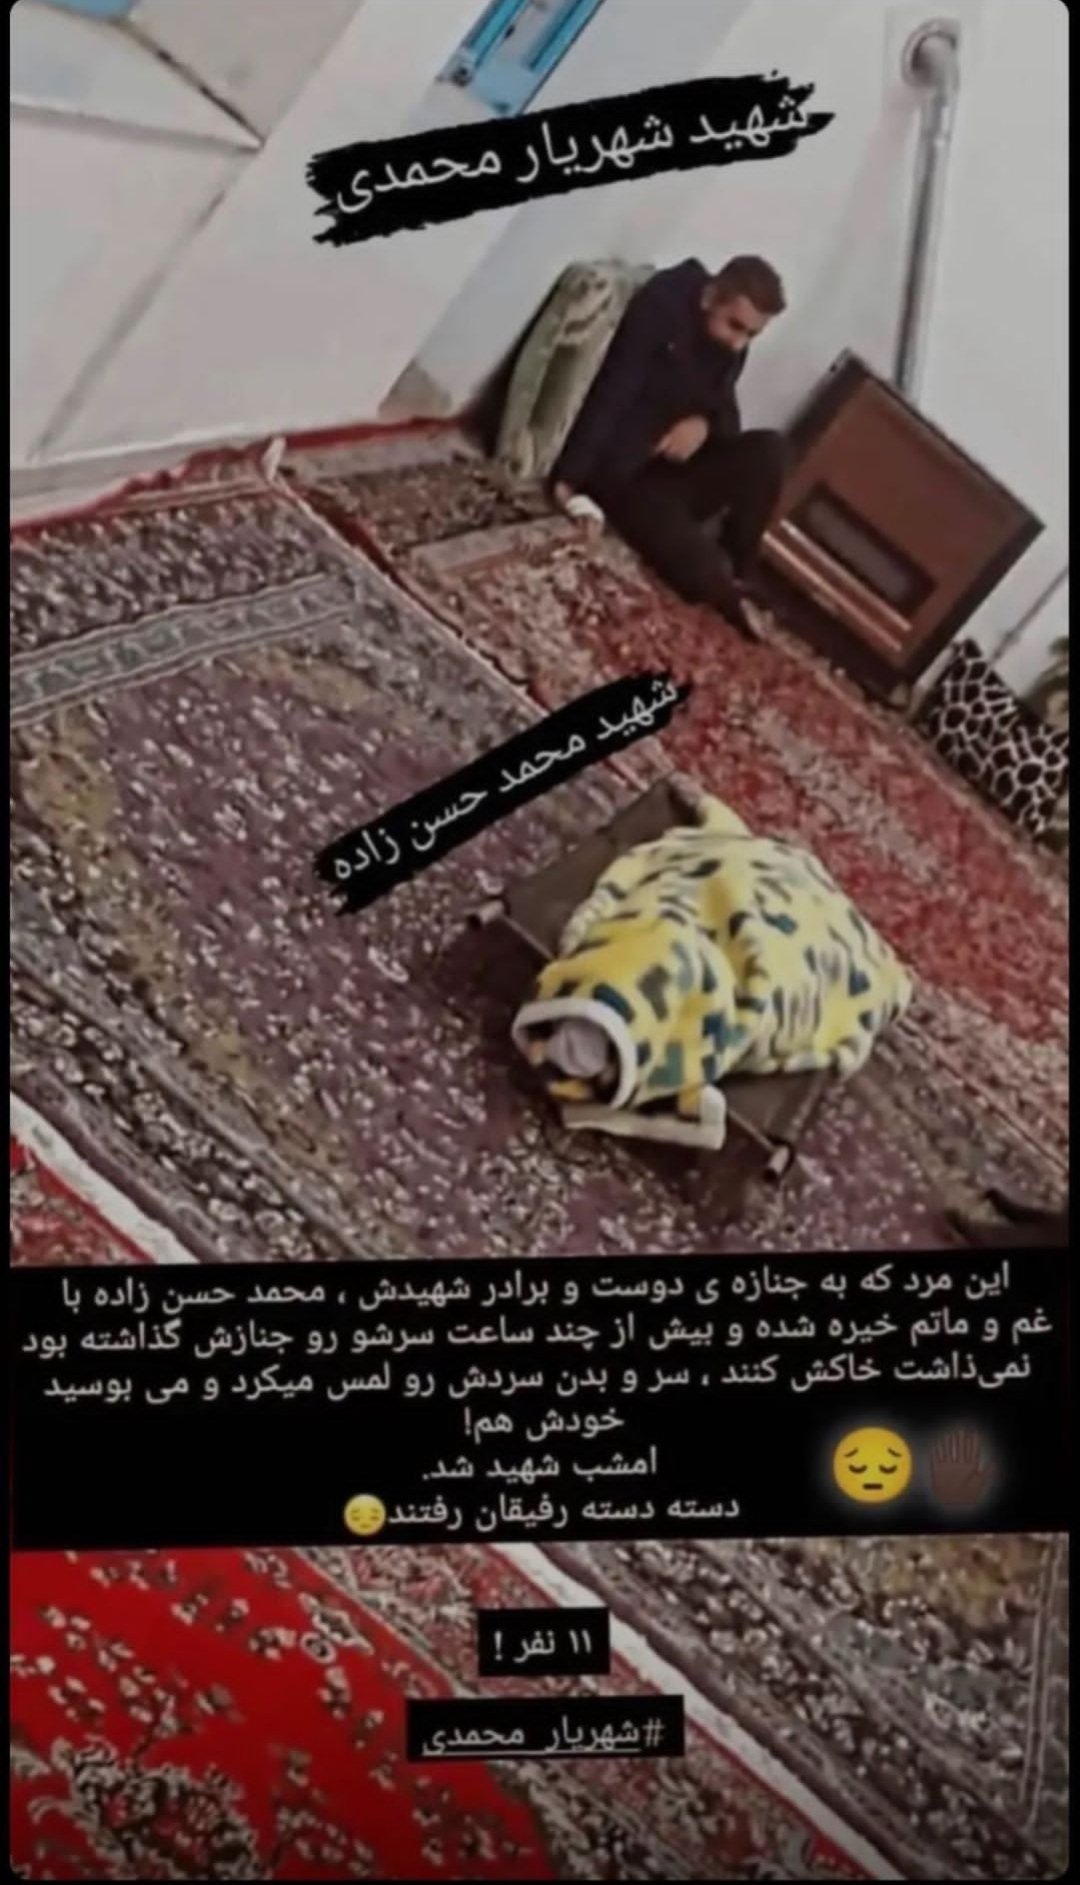 شهید شهریار محمدی
شهید محمد حسن زاده
این مرد که به جنازه ی دوست و برادر شهیدش ، محمد حسن زاده با
غم و ماتم خیره شده و بیش از چند ساعت سرشو رو جنازش گذاشته بود
نمی‌ذاشت خاکش کنند ، سر و بدن سردش رو لمس میکرد و می بوسید
خودش هم!
امشب شهید شد.
دسته دسته رفیقان رفتند😔
۱۱ نفر !
#شهریار_محمدی